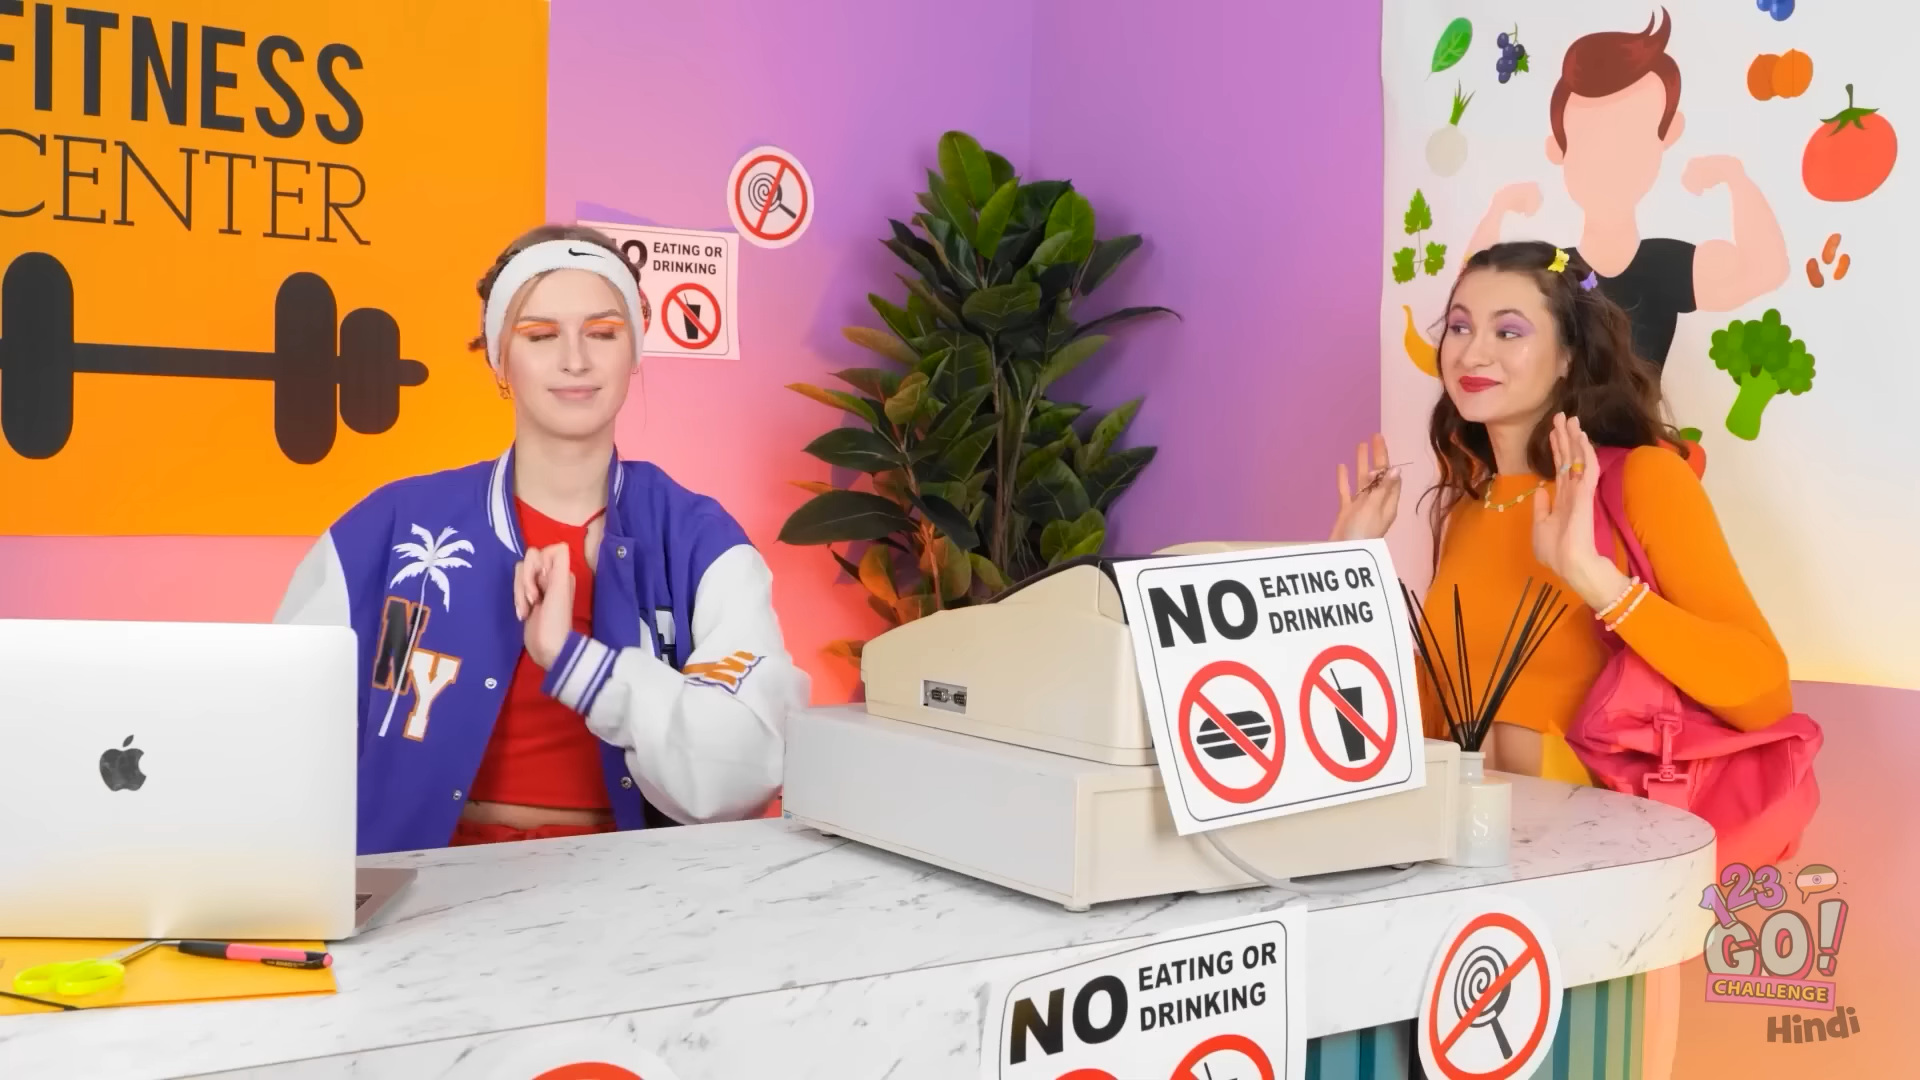 FITNESS
CENTER
NO EATING OR
DRINKING
NY
NO EATING OR
DRINKING
S
NO EATING OR
DRINKING
123
GO!
CHALLENGE
Hindi